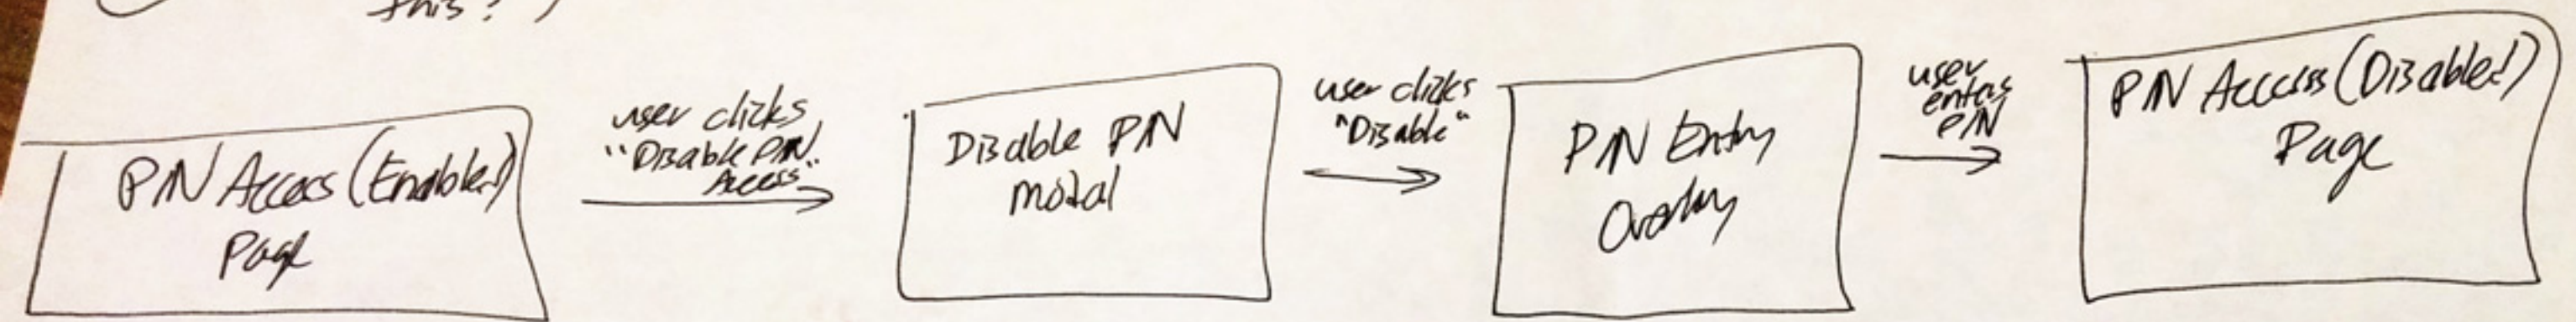 this?)
PIN Access (Enabled)
Page
user clicks
"Disable PIN
Access"
Disable PIN
modal
user clicks
"Disable"
PIN Entry
Overlay
user
enters
PIN
PIN Access (Disabled)
Page